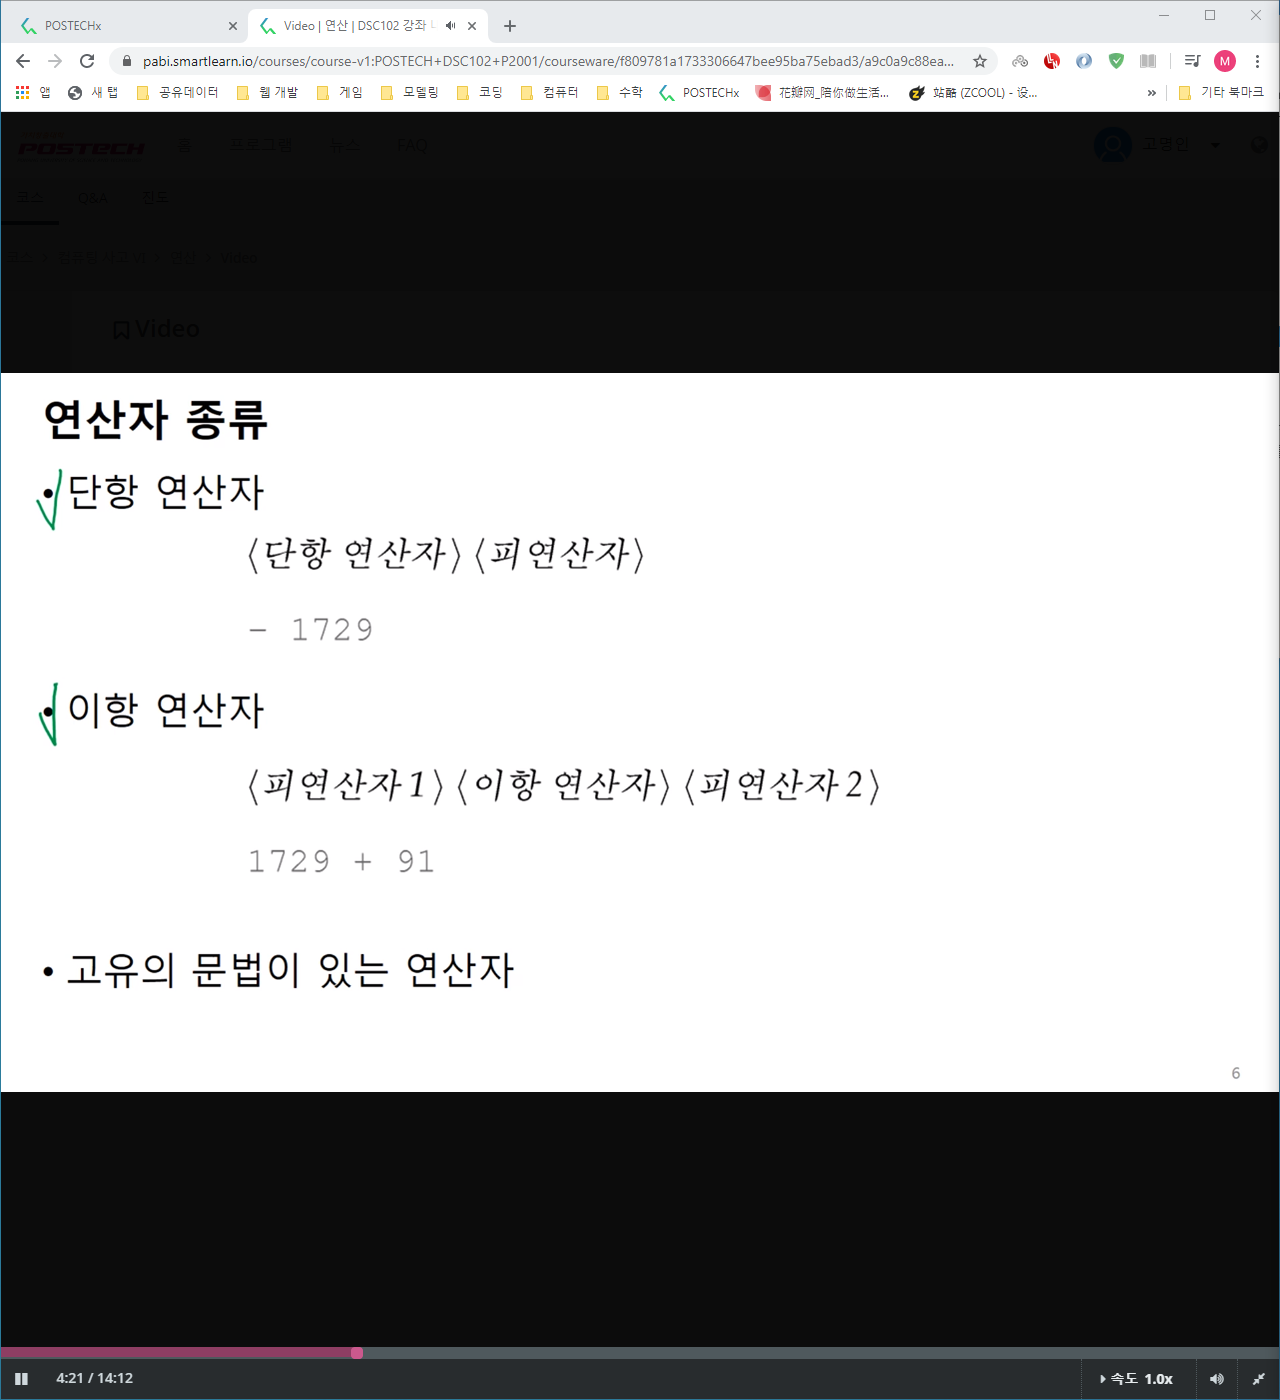 POSTECHx
Video | 연산 | DSC102 강좌
pabi.smartlearn.io/courses/course-v1:POSTECH+DSC102+P2001/courseware/f809781a1733306647bee95ba75ebad3/a9c0a9c88ea...
M
앱 새 탭 공유데이터 웹 개발 게임 모델링 코딩 컴퓨터 수학 POSTECHx 花瓣网_陪你做生活... 站酷 (ZCOOL) - 设... » 기타 북마크
POSTECH 홈 프로그램 뉴스 FAQ 고영민
코스 Q&A 진도
Video
Video
연산자 종류
• 단항 연산자
⟨단항 연산자⟩⟨피연산자⟩
- 1729
• 이항 연산자
⟨피연산자1⟩⟨이항 연산자⟩⟨피연산자2⟩
1729 + 91
• 고유의 문법이 있는 연산자
6
4:21 / 14:12 속도 1.0x